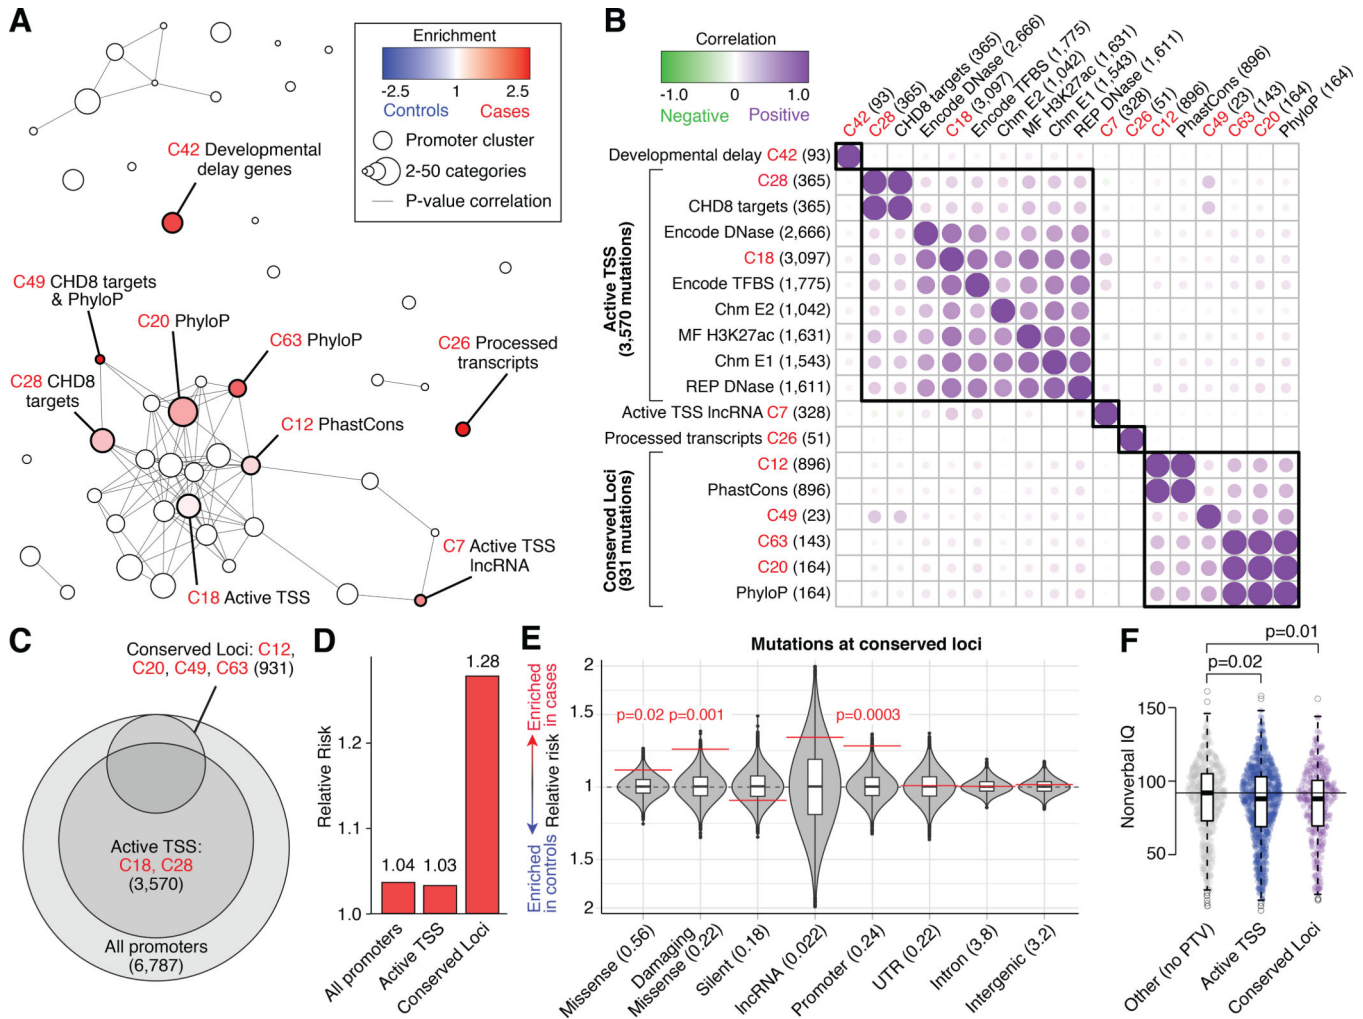 A
Enrichment
-2.5
1
2.5
Controls
Cases
Promoter cluster
2-50 categories
P-value correlation
C42 Developmental
delay genes
C49 CHD8 targets
& PhyloP
C20 PhyloP
C63 PhyloP
C28 CHD8
targets
C26 Processed
transcripts
C12 PhastCons
C7 Active TSS
lncRNA
C18 Active TSS
B
Correlation
-1.0
0
1.0
Negative
Positive
C42 (93)
C28 (365)
CHD8 targets (365)
Encode DNase (2,666)
C18 (3,097)
Encode TFBS (1,775)
Chm E2 (1,042)
MF H3K27ac (1,631)
Chm E1 (1,543)
REP DNase (1,611)
C7 (328)
C26 (51)
C12 (896)
PhastCons (896)
C49 (23)
C63 (143)
C20 (164)
PhyloP (164)
Developmental delay C42 (93)
Active TSS
(3,570 mutations)
C28 (365)
CHD8 targets (365)
Encode DNase (2,666)
C18 (3,097)
Encode TFBS (1,775)
Chm E2 (1,042)
MF H3K27ac (1,631)
Chm E1 (1,543)
REP DNase (1,611)
Active TSS lncRNA C7 (328)
Processed transcripts C26 (51)
Conserved Loci
(931 mutations)
C12 (896)
PhastCons (896)
C49 (23)
C63 (143)
C20 (164)
PhyloP (164)
C
Conserved Loci: C12,
C20, C49, C63 (931)
Active TSS:
C18, C28
(3,570)
All promoters
(6,787)
D
Relative Risk
1.2
1.1
1.0
1.04
1.03
1.28
All promoters
Active TSS
Conserved Loci
E
Mutations at conserved loci
Enriched
in cases
Relative risk
Enriched
in controls
2
1.5
1
1.5
2
p=0.02
p=0.001
p=0.0003
Missense (0.56)
Damaging
Missense (0.22)
Silent (0.18)
lncRNA (0.022)
Promoter (0.24)
UTR (0.22)
Intron (3.8)
Intergenic (3.2)
F
p=0.01
p=0.02
Nonverbal IQ
150
100
50
Other (no PTV)
Active TSS
Conserved Loci